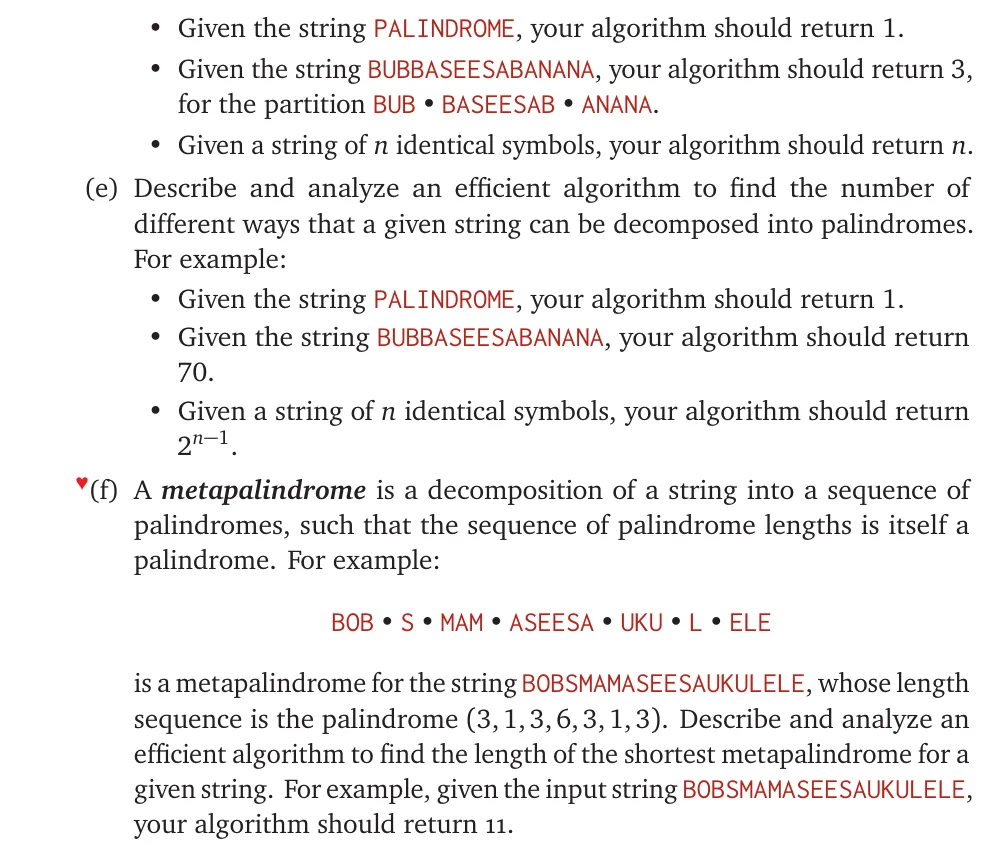 • Given the string PALINDROME, your algorithm should return 1.
• Given the string BUBBASEESABANANA, your algorithm should return 3,
for the partition BUB • BASEESAB • ANANA.
• Given a string of n identical symbols, your algorithm should return n.
(e) Describe and analyze an efficient algorithm to find the number of
different ways that a given string can be decomposed into palindromes.
For example:
• Given the string PALINDROME, your algorithm should return 1.
• Given the string BUBBASEESABANANA, your algorithm should return
70.
• Given a string of n identical symbols, your algorithm should return
2^{n−1}.
♥(f) A metapalindrome is a decomposition of a string into a sequence of
palindromes, such that the sequence of palindrome lengths is itself a
palindrome. For example:
BOB • S • MAM • ASEESA • UKU • L • ELE
is a metapalindrome for the string BOBSMAMASEESAUKULELE, whose length
sequence is the palindrome (3, 1, 3, 6, 3, 1, 3). Describe and analyze an
efficient algorithm to find the length of the shortest metapalindrome for a
given string. For example, given the input string BOBSMAMASEESAUKULELE,
your algorithm should return 11.